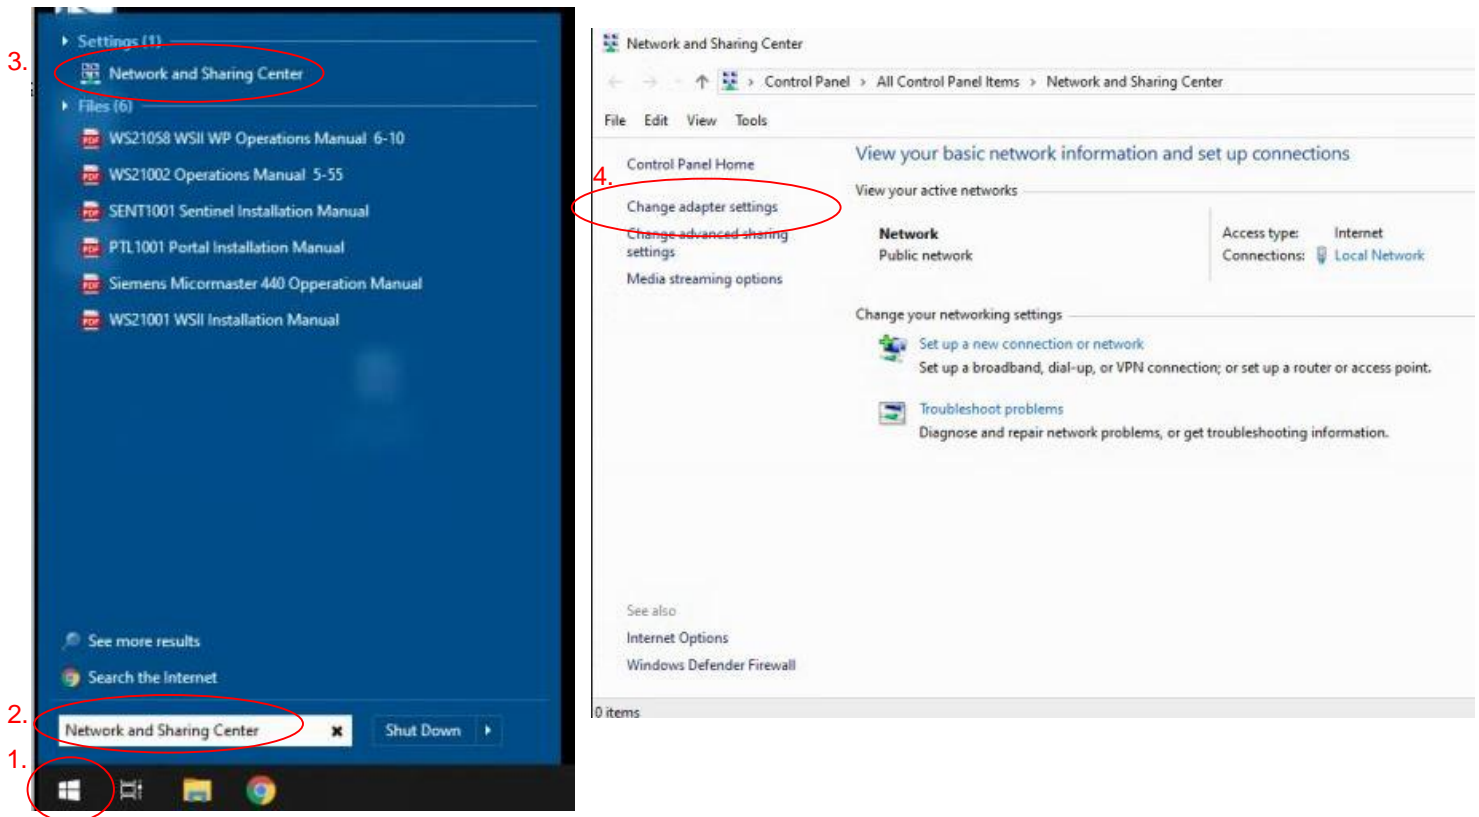 3.
Settings (1)
Network and Sharing Center
Files (6)
WS21058 WSII WP Operations Manual 6-10
WS21002 Operations Manual 5-55
SENT1001 Sentinel Installation Manual
PTL1001 Portal Installation Manual
Siemens Micormaster 440 Opperation Manual
WS21001 WSII Installation Manual
See more results
Search the Internet
2.
Network and Sharing Center
Shut Down
1.
Network and Sharing Center
Control Panel > All Control Panel Items > Network and Sharing Center
File Edit View Tools
Control Panel Home
4.
Change adapter settings
Change advanced sharing
settings
Media streaming options
See also
Internet Options
Windows Defender Firewall
0 items
View your basic network information and set up connections
View your active networks
Network
Public network
Access type: Internet
Connections: Local Network
Change your networking settings
Set up a new connection or network
Set up a broadband, dial-up, or VPN connection; or set up a router or access point.
Troubleshoot problems
Diagnose and repair network problems, or get troubleshooting information.